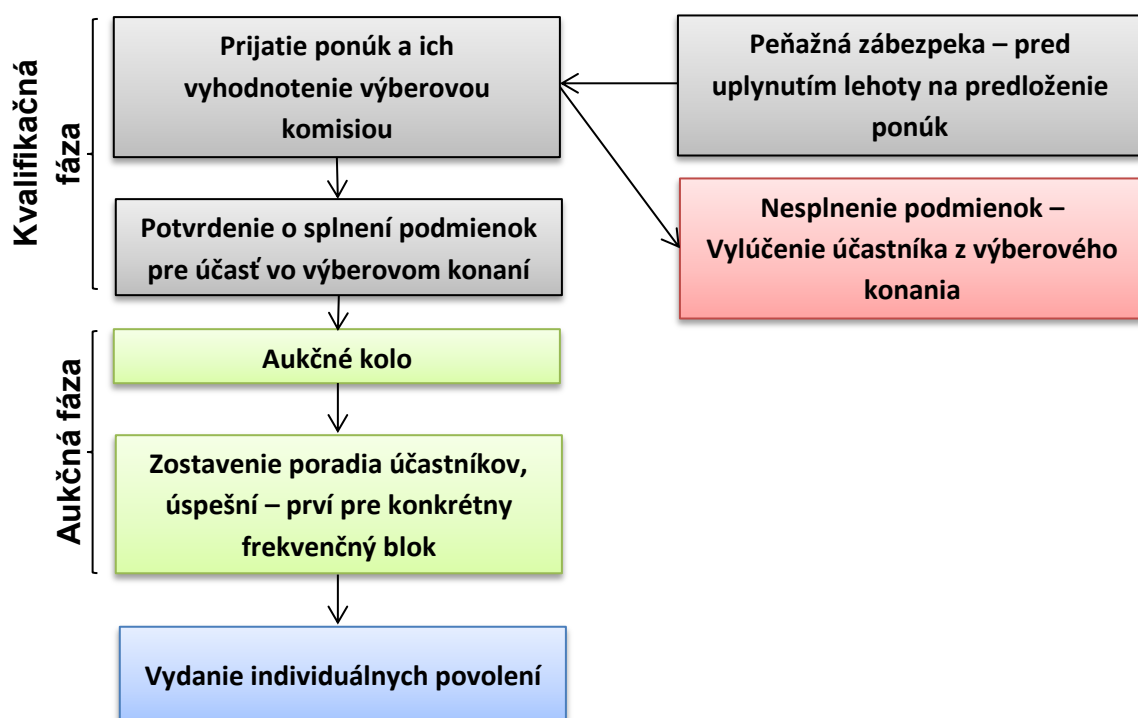 Kvalifikačná
fáza
Prijatie ponúk a ich
vyhodnotenie výberovou
komisiou
Peňažná zábezpeka – pred
uplynutím lehoty na predloženie
ponúk
Potvrdenie o splnení podmienok
pre účasť vo výberovom konaní
Nesplnenie podmienok –
Vylúčenie účastníka z výberového
konania
Aukčná fáza
Aukčné kolo
Zostavenie poradia účastníkov,
úspešní – prví pre konkrétny
frekvenčný blok
Vydanie individuálnych povolení